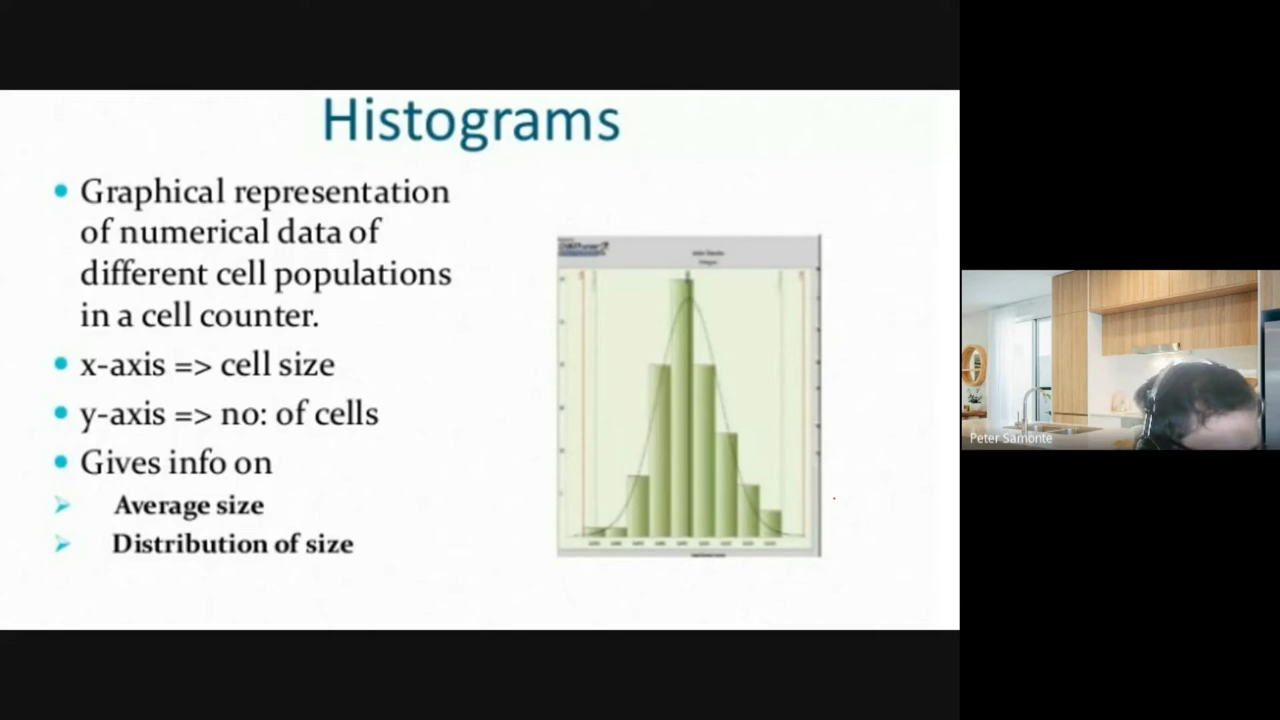 Histograms
Graphical representation
of numerical data of
different cell populations
in a cell counter.
x-axis => cell size
y-axis => no: of cells
Gives info on
Average size
Distribution of size
Peter Samonte